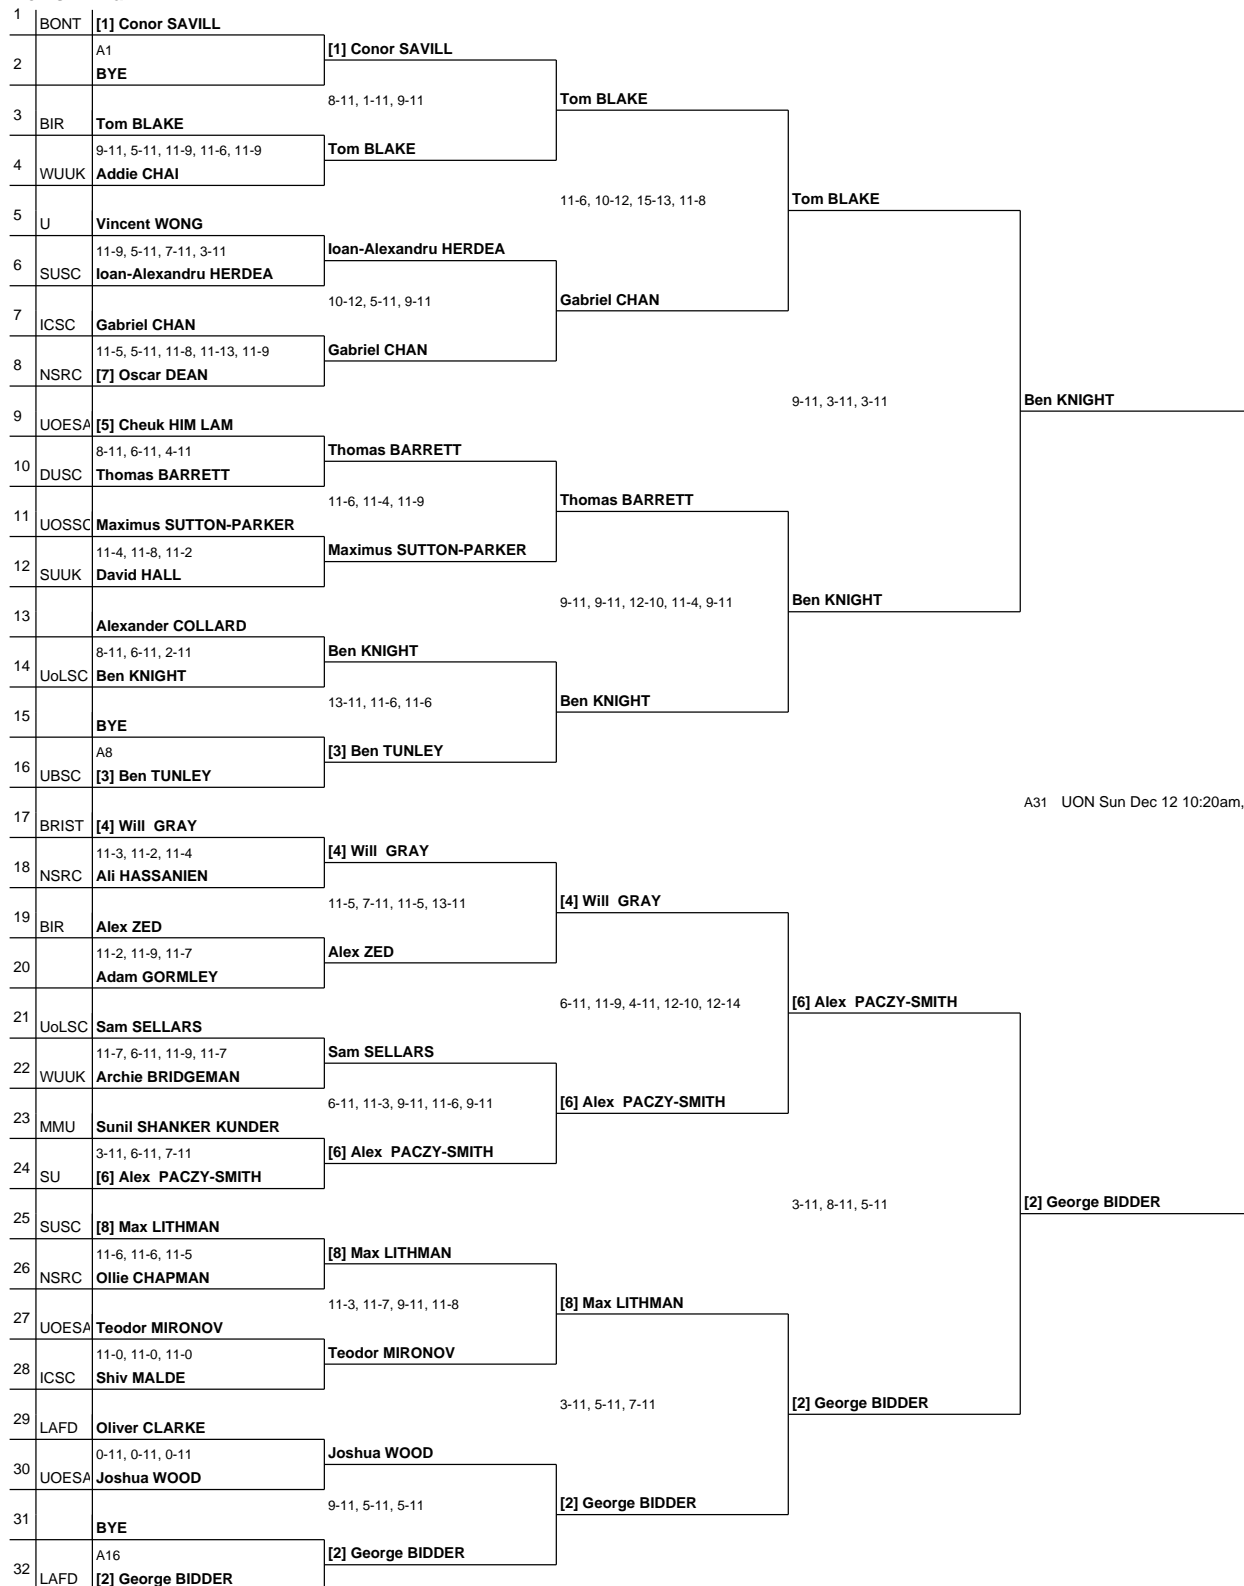 1 BONT [1] Conor SAVILL
A1 [1] Conor SAVILL
2 BYE
8-11, 1-11, 9-11 Tom BLAKE
3 BIR Tom BLAKE
9-11, 5-11, 11-9, 11-6, 11-9 Tom BLAKE
4 WUUK Addie CHAI
11-6, 10-12, 15-13, 11-8 Tom BLAKE
5 U Vincent WONG
11-9, 5-11, 7-11, 3-11 Ioan-Alexandru HERDEA
6 SUSC Ioan-Alexandru HERDEA
10-12, 5-11, 9-11 Gabriel CHAN
7 ICSC Gabriel CHAN
11-5, 5-11, 11-8, 11-13, 11-9 Gabriel CHAN
8 NSRC [7] Oscar DEAN
9-11, 3-11, 3-11 Ben KNIGHT
9 UOESA [5] Cheuk HIM LAM
8-11, 6-11, 4-11 Thomas BARRETT
10 DUSC Thomas BARRETT
11-6, 11-4, 11-9 Thomas BARRETT
11 UOSSC Maximus SUTTON-PARKER
11-4, 11-8, 11-2 Maximus SUTTON-PARKER
12 SUUK David HALL
9-11, 9-11, 12-10, 11-4, 9-11 Ben KNIGHT
13 Alexander COLLARD
8-11, 6-11, 2-11 Ben KNIGHT
14 UoLSC Ben KNIGHT
13-11, 11-6, 11-6 Ben KNIGHT
15 BYE
A8 [3] Ben TUNLEY
16 UBSC [3] Ben TUNLEY
A31 UON Sun Dec 12 10:20am,
17 BRIST [4] Will GRAY
11-3, 11-2, 11-4 [4] Will GRAY
18 NSRC Ali HASSANIEN
11-5, 7-11, 11-5, 13-11 [4] Will GRAY
19 BIR Alex ZED
11-2, 11-9, 11-7 Alex ZED
20 Adam GORMLEY
6-11, 11-9, 4-11, 12-10, 12-14 [6] Alex PACZY-SMITH
21 UoLSC Sam SELLARS
11-7, 6-11, 11-9, 11-7 Sam SELLARS
22 WUUK Archie BRIDGEMAN
6-11, 11-3, 9-11, 11-6, 9-11 [6] Alex PACZY-SMITH
23 MMU Sunil SHANKER KUNDER
3-11, 6-11, 7-11 [6] Alex PACZY-SMITH
24 SU [6] Alex PACZY-SMITH
3-11, 8-11, 5-11 [2] George BIDDER
25 SUSC [8] Max LITHMAN
11-6, 11-6, 11-5 [8] Max LITHMAN
26 NSRC Ollie CHAPMAN
11-3, 11-7, 9-11, 11-8 [8] Max LITHMAN
27 UOESA Teodor MIRONOV
11-0, 11-0, 11-0 Teodor MIRONOV
28 ICSC Shiv MALDE
3-11, 5-11, 7-11 [2] George BIDDER
29 LAFD Oliver CLARKE
0-11, 0-11, 0-11 Joshua WOOD
30 UOESA Joshua WOOD
9-11, 5-11, 5-11 [2] George BIDDER
31 BYE
A16 [2] George BIDDER
32 LAFD [2] George BIDDER